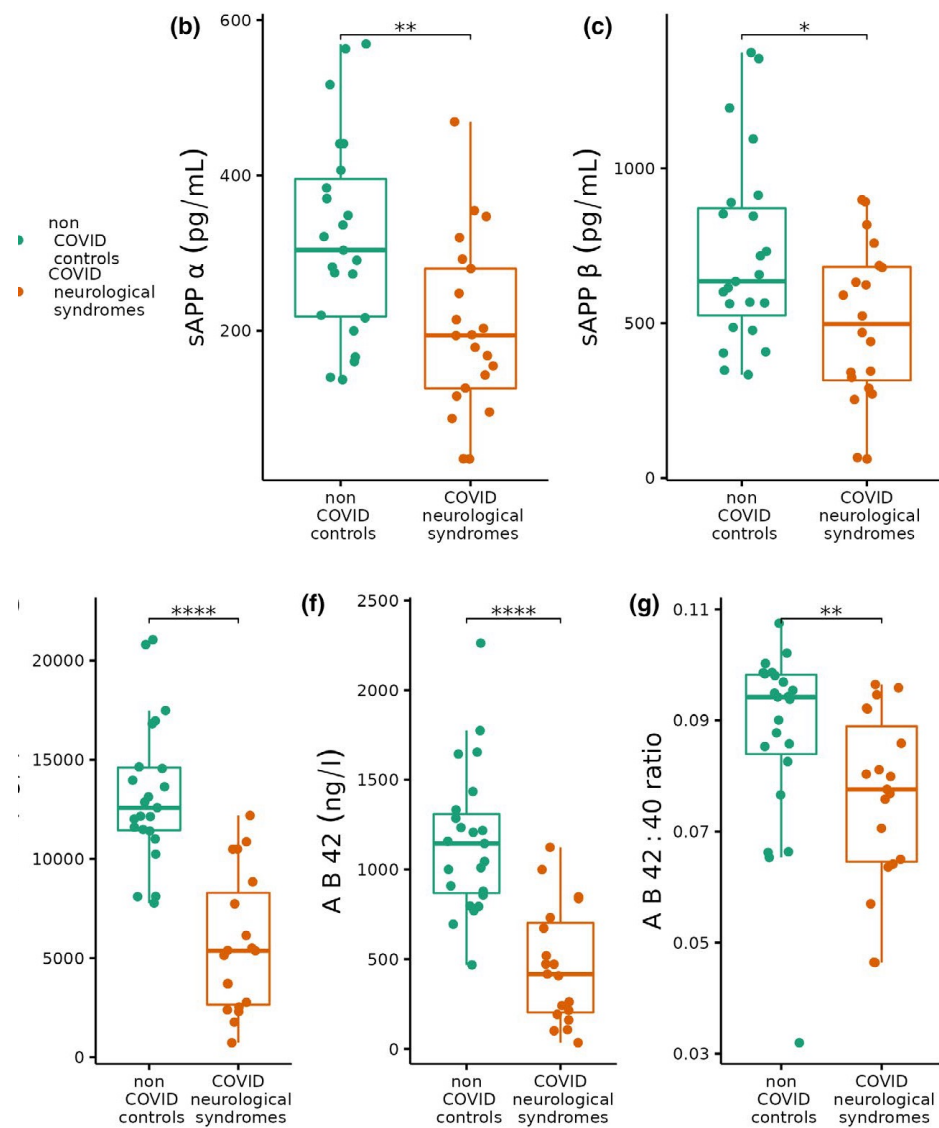 (b)
**
600
400
200
sAPP α (pg/mL)
non
COVID
controls
COVID
neurological
syndromes
(c)
*
1000
500
0
sAPP β (pg/mL)
non
COVID
controls
COVID
neurological
syndromes
non
COVID
controls
COVID
neurological
syndromes
****
20000
15000
10000
5000
0
non
COVID
controls
COVID
neurological
syndromes
(f)
****
2500
2000
1500
1000
500
0
A B 42 (ng/l)
non
COVID
controls
COVID
neurological
syndromes
(g)
**
0.11
0.09
0.07
0.05
0.03
A B 42 : 40 ratio
non
COVID
controls
COVID
neurological
syndromes